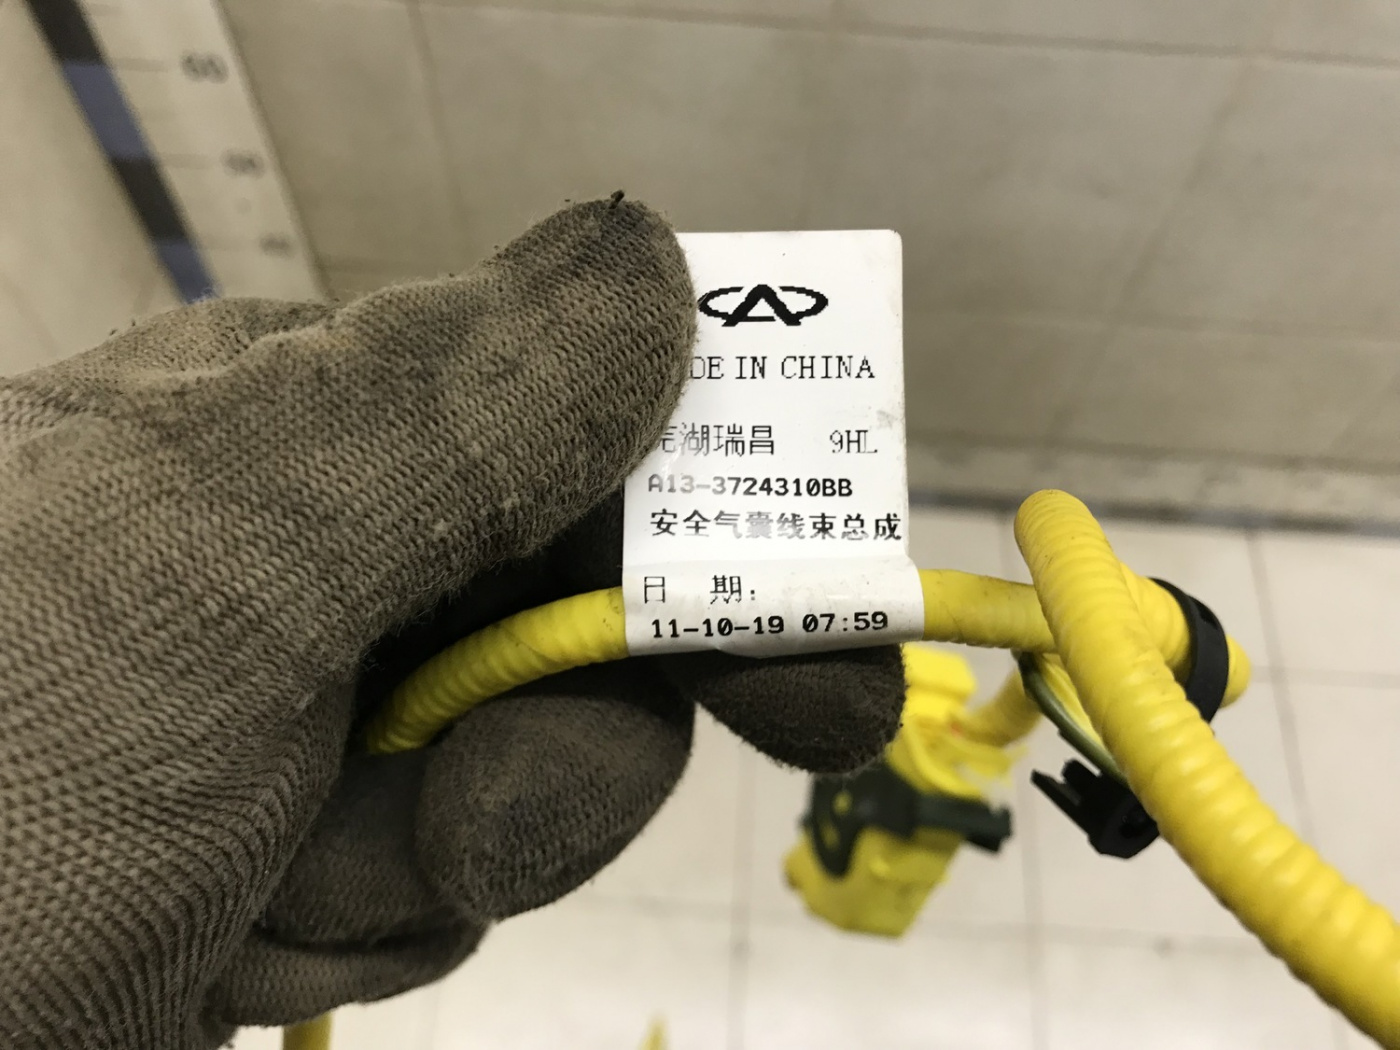 DE IN CHINA
湖瑞昌 9HL
A13-3724310BB
安全气囊线束总成
日 期:
11-10-19 07:59